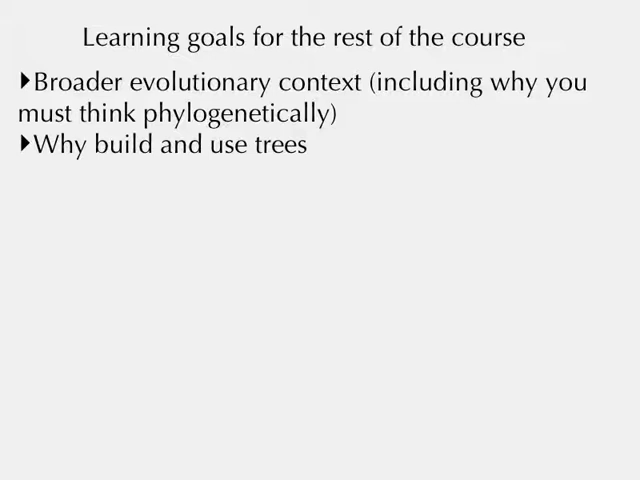 Learning goals for the rest of the course
‣Broader evolutionary context (including why you
must think phylogenetically)
‣Why build and use trees